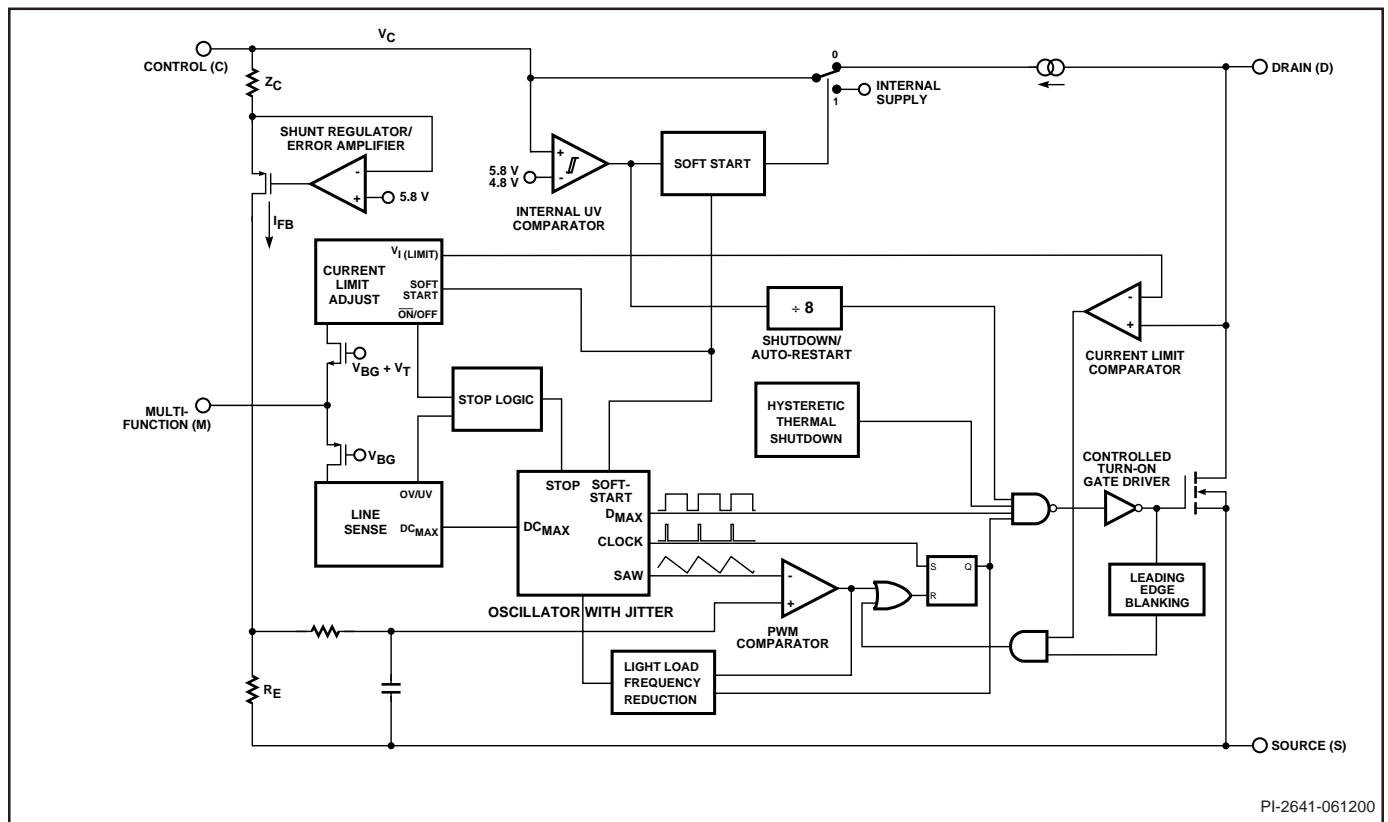 VC
0
CONTROL (C)
DRAIN (D)
ZC
INTERNAL
SUPPLY
1
SHUNT REGULATOR/
ERROR AMPLIFIER
-
+
5.8 V
IFB
+
-
5.8 V
4.8 V
INTERNAL UV
COMPARATOR
SOFT START
VI (LIMIT)
CURRENT
LIMIT
ADJUST
SOFT
START
ON/OFF
÷ 8
SHUTDOWN/
AUTO-RESTART
-
+
CURRENT LIMIT
COMPARATOR
VBG + VT
MULTI-
FUNCTION (M)
STOP LOGIC
HYSTERETIC
THERMAL
SHUTDOWN
VBG
CONTROLLED
TURN-ON
GATE DRIVER
OV/UV
LINE
SENSE
DCMAX
STOP
SOFT-
START
DMAX
DCMAX
CLOCK
SAW
OSCILLATOR WITH JITTER
-
+
PWM
COMPARATOR
S
Q
R
LEADING
EDGE
BLANKING
LIGHT LOAD
FREQUENCY
REDUCTION
RE
SOURCE (S)
PI-2641-061200